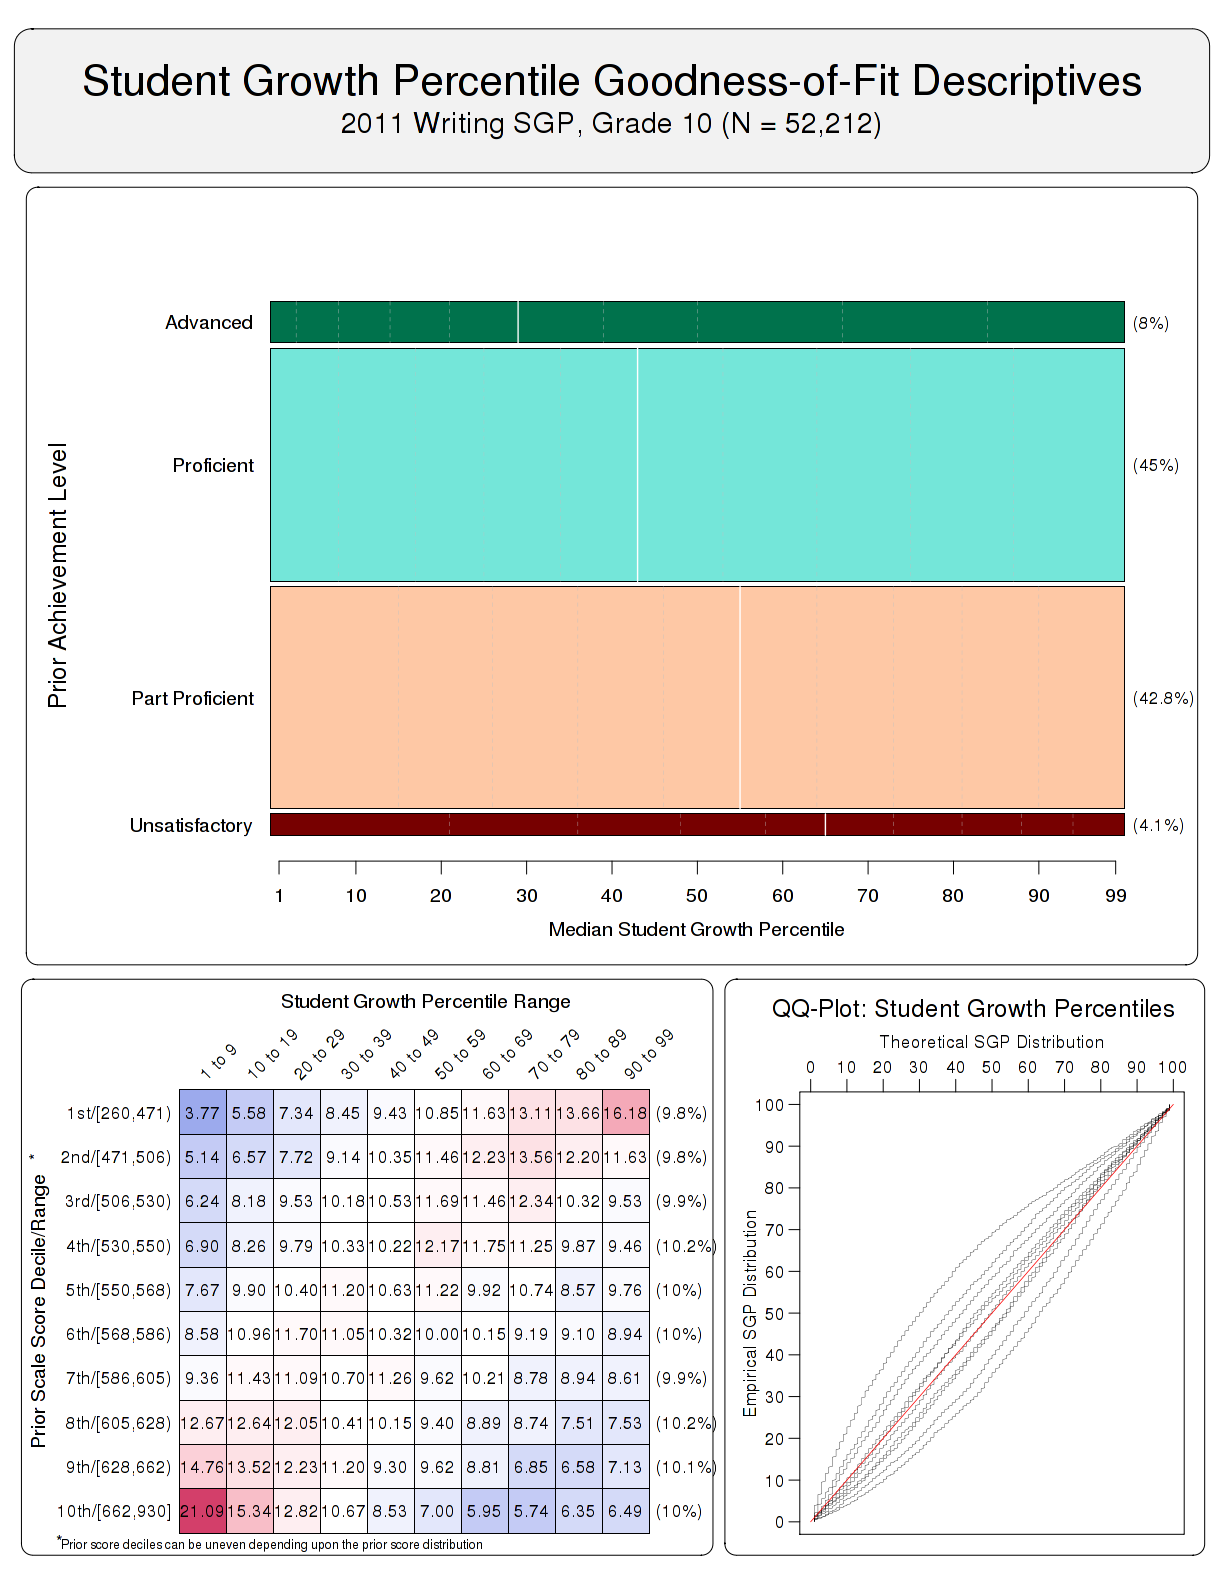 Student Growth Percentile Goodness-of-Fit Descriptives
2011 Writing SGP, Grade 10 (N = 52,212)
Prior Achievement Level
Advanced (8%)
Proficient (45%)
Part Proficient (42.8%)
Unsatisfactory (4.1%)
1 10 20 30 40 50 60 70 80 90 99
Median Student Growth Percentile
Student Growth Percentile Range
1 to 9 10 to 19 20 to 29 30 to 39 40 to 49 50 to 59 60 to 69 70 to 79 80 to 89 90 to 99
Prior Scale Score Decile/Range *
1st/[260,471) 3.77 5.58 7.34 8.45 9.43 10.85 11.63 13.11 13.66 16.18 (9.8%)
2nd/[471,506) 5.14 6.57 7.72 9.14 10.35 11.46 12.23 13.56 12.20 11.63 (9.8%)
3rd/[506,530) 6.24 8.18 9.53 10.18 10.53 11.69 11.46 12.34 10.32 9.53 (9.9%)
4th/[530,550) 6.90 8.26 9.79 10.33 10.22 12.17 11.75 11.25 9.87 9.46 (10.2%)
5th/[550,568) 7.67 9.90 10.40 11.20 10.63 11.22 9.92 10.74 8.57 9.76 (10%)
6th/[568,586) 8.58 10.96 11.70 11.05 10.32 10.00 10.15 9.19 9.10 8.94 (10%)
7th/[586,605) 9.36 11.43 11.09 10.70 11.26 9.62 10.21 8.78 8.94 8.61 (9.9%)
8th/[605,628) 12.67 12.64 12.05 10.41 10.15 9.40 8.89 8.74 7.51 7.53 (10.2%)
9th/[628,662) 14.76 13.52 12.23 11.20 9.30 9.62 8.81 6.85 6.58 7.13 (10.1%)
10th/[662,930] 21.09 15.34 12.82 10.67 8.53 7.00 5.95 5.74 6.35 6.49 (10%)
*Prior score deciles can be uneven depending upon the prior score distribution
QQ-Plot: Student Growth Percentiles
Theoretical SGP Distribution
0 10 20 30 40 50 60 70 80 90 100
Empirical SGP Distribution
100
90
80
70
60
50
40
30
20
10
0